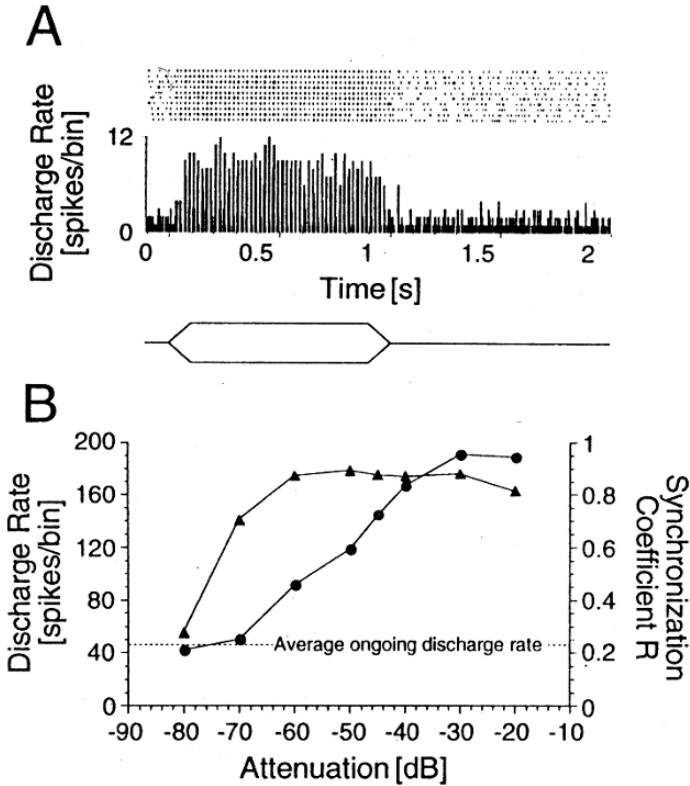 A
Discharge Rate
[spikes/bin]
12
0
0 0.5 1 1.5 2
Time [s]
B
Discharge Rate
[spikes/bin]
200
160
120
80
40
0
Average ongoing discharge rate
1
0.8
0.6
0.4
0.2
0
Synchronization
Coefficient R
-90 -80 -70 -60 -50 -40 -30 -20 -10
Attenuation [dB]